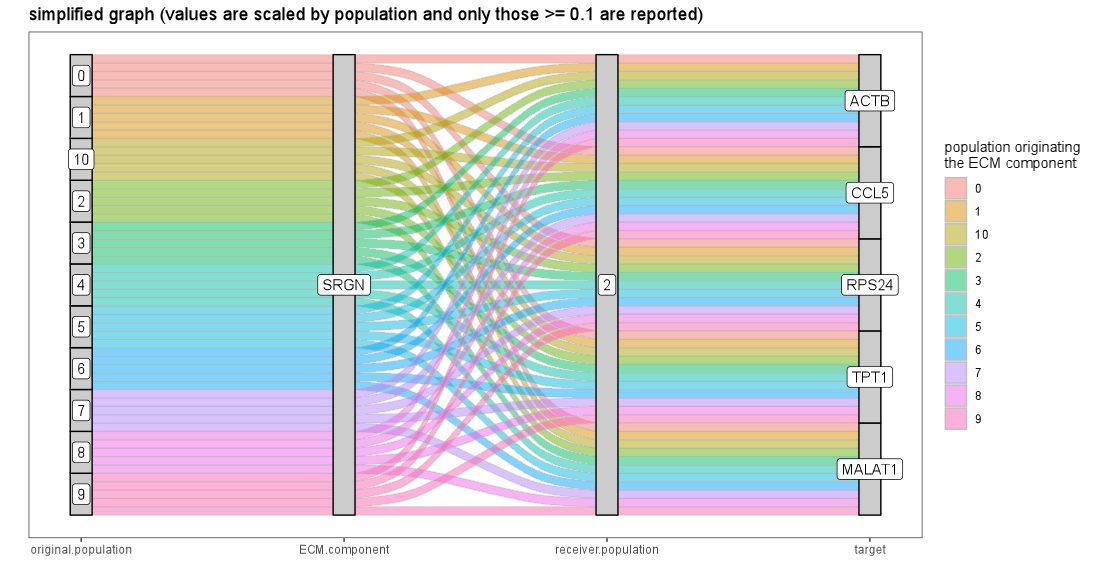 simplified graph (values are scaled by population and only those >= 0.1 are reported)
0
1
10
2
3
4
5
6
7
8
9
SRGN
2
ACTB
CCL5
RPS24
TPT1
MALAT1
original.population
ECM.component
receiver.population
target
population originating
the ECM component
0
1
10
2
3
4
5
6
7
8
9